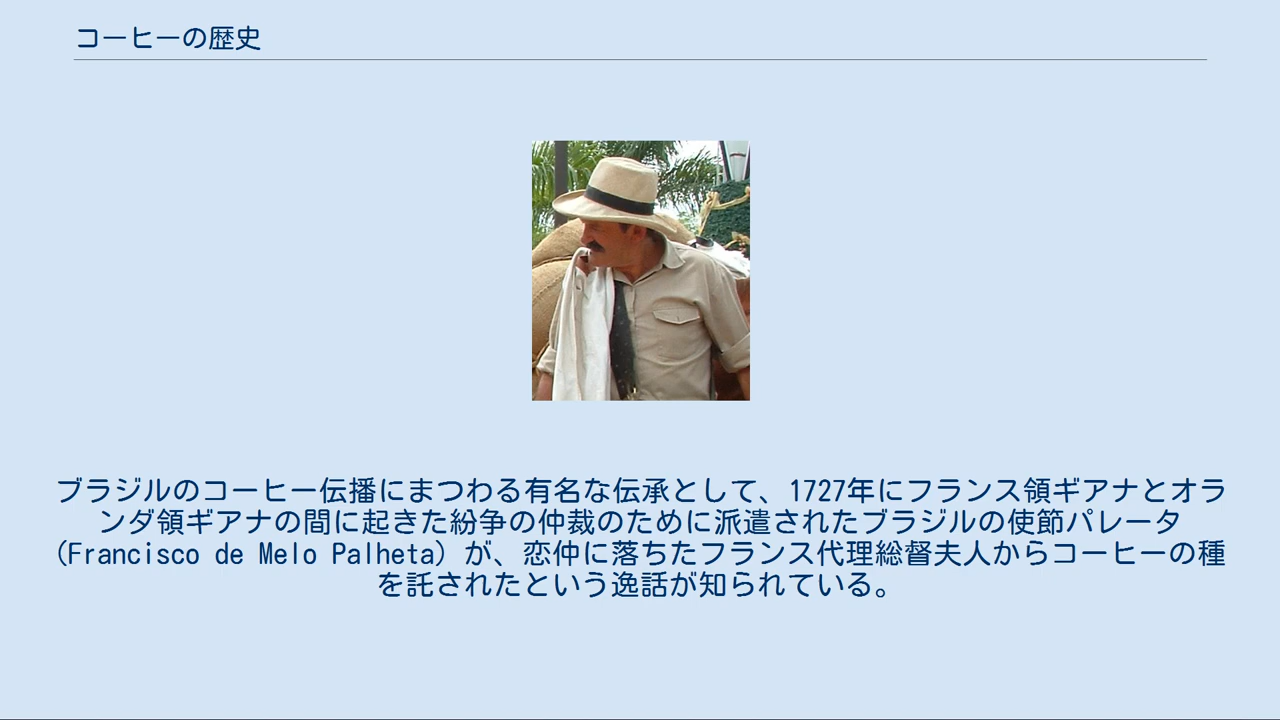 コーヒーの歴史
ブラジルのコーヒー伝播にまつわる有名な伝承として、1727年にフランス領ギアナとオラ
ンダ領ギアナの間に起きた紛争の仲裁のために派遣されたブラジルの使節パレータ
(Francisco de Melo Palheta) が、恋仲に落ちたフランス代理総督夫人からコーヒーの種
を託されたという逸話が知られている。